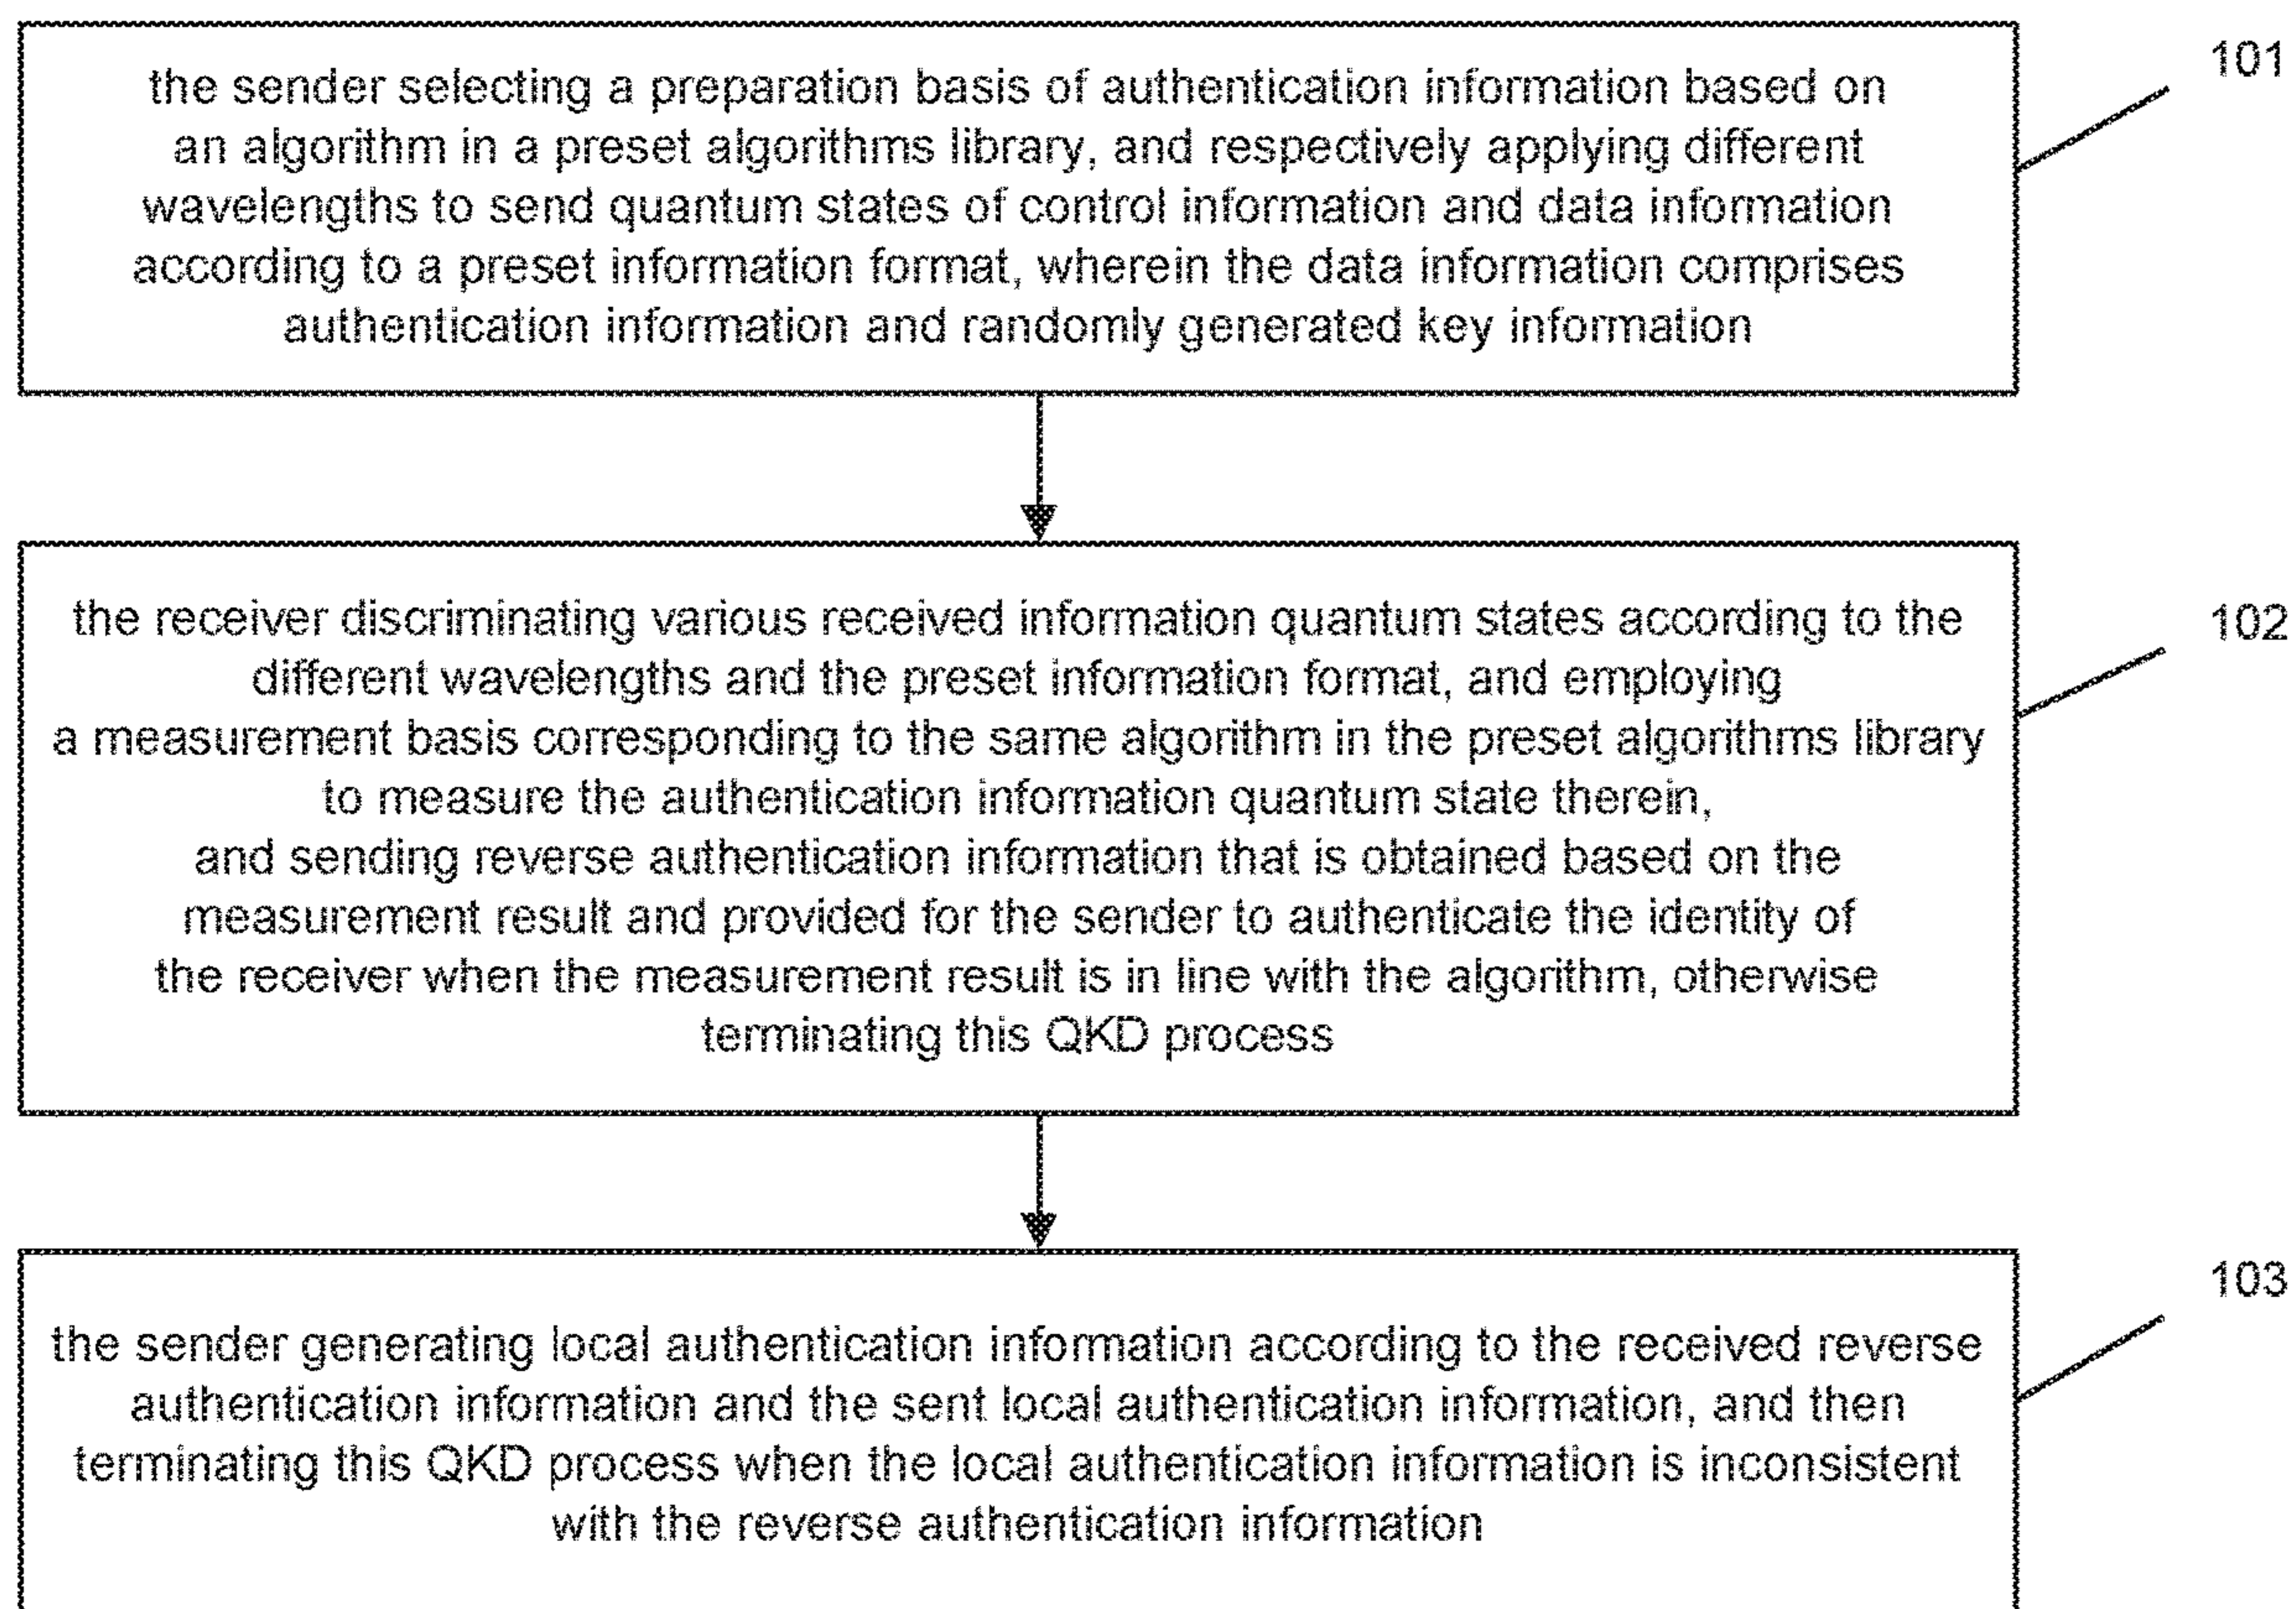 the sender selecting a preparation basis of authentication information based on
an algorithm in a preset algorithms library, and respectively applying different
wavelengths to send quantum states of control information and data information
according to a preset information format, wherein the data information comprises
authentication information and randomly generated key information
101
the receiver discriminating various received information quantum states according to the
different wavelengths and the preset information format, and employing
a measurement basis corresponding to the same algorithm in the preset algorithms library
to measure the authentication information quantum state therein,
and sending reverse authentication information that is obtained based on the
measurement result and provided for the sender to authenticate the identity of
the receiver when the measurement result is in line with the algorithm, otherwise
terminating this QKD process
102
the sender generating local authentication information according to the received reverse
authentication information and the sent local authentication information, and then
terminating this QKD process when the local authentication information is inconsistent
with the reverse authentication information
103